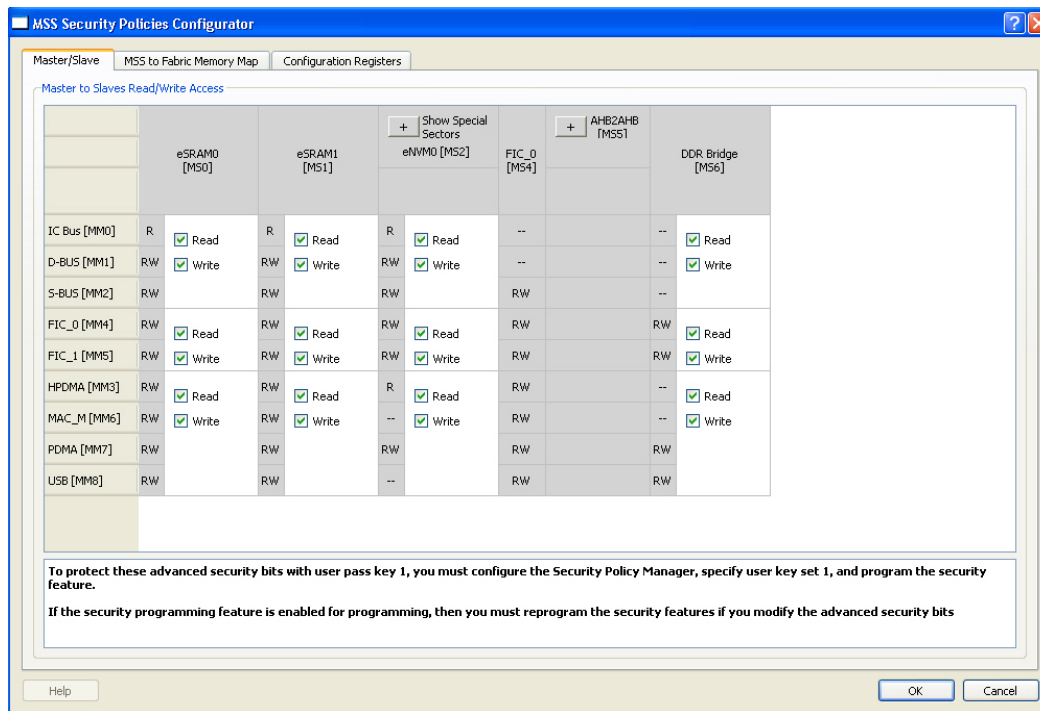 MSS Security Policies Configurator
Master/Slave MSS to Fabric Memory Map Configuration Registers
Master to Slaves Read/Write Access
+ Show Special Sectors + AHB2AHB [MS5]
eSRAM0 [MS0] eSRAM1 [MS1] eNVM0 [MS2] FIC_0 [MS4] DDR Bridge [MS6]
IC Bus [MM0] R Read R Read R Read -- -- Read
D-BUS [MM1] RW Write RW Write RW Write -- -- Write
S-BUS [MM2] RW RW RW RW --
FIC_0 [MM4] RW Read RW Read RW Read RW RW Read
FIC_1 [MM5] RW Write RW Write RW Write RW RW Write
HPDMA [MM3] RW Read RW Read R Read RW -- Read
MAC_M [MM6] RW Write RW Write -- Write RW -- Write
PDMA [MM7] RW RW RW RW RW
USB [MM8] RW RW -- RW RW
To protect these advanced security bits with user pass key 1, you must configure the Security Policy Manager, specify user key set 1, and program the security
feature.
If the security programming feature is enabled for programming, then you must reprogram the security features if you modify the advanced security bits
Help OK Cancel